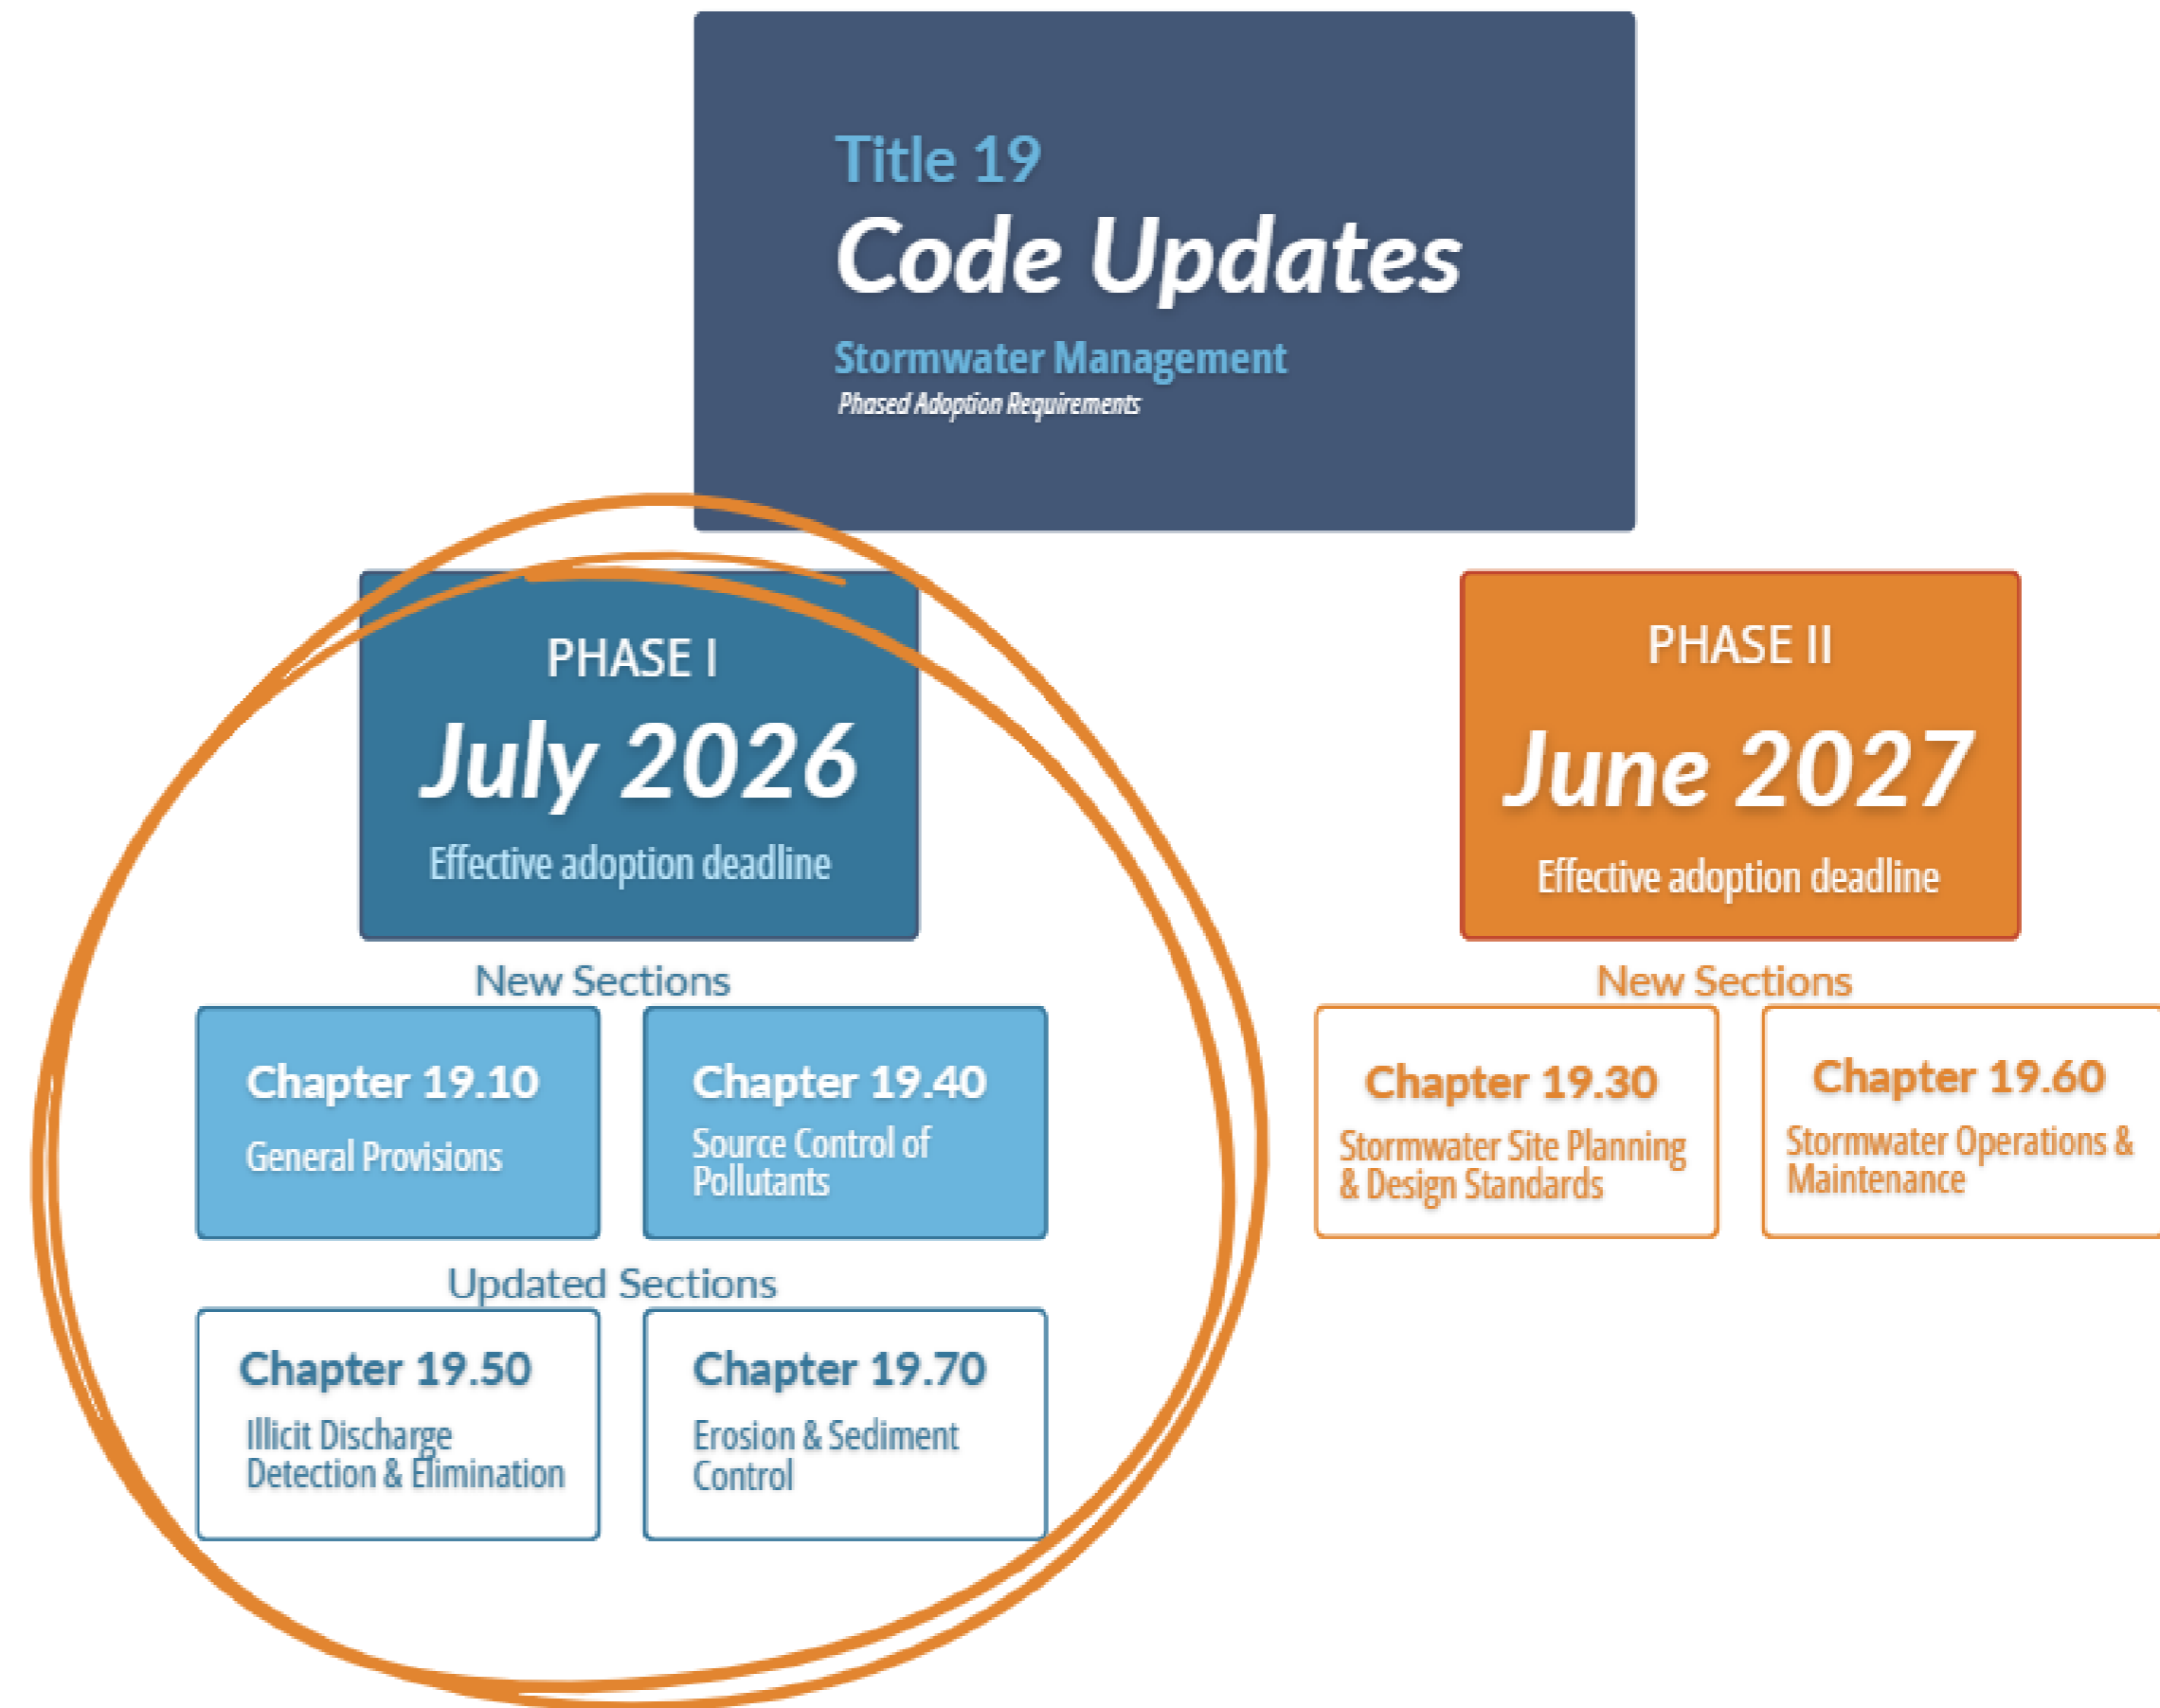 Title 19
Code Updates
Stormwater Management
Phased Adoption Requirements
PHASE I
July 2026
Effective adoption deadline
New Sections
Chapter 19.10
General Provisions
Chapter 19.40
Source Control of
Pollutants
Updated Sections
Chapter 19.50
Illicit Discharge
Detection & Elimination
Chapter 19.70
Erosion & Sediment
Control
PHASE II
June 2027
Effective adoption deadline
New Sections
Chapter 19.30
Stormwater Site Planning
& Design Standards
Chapter 19.60
Stormwater Operations &
Maintenance